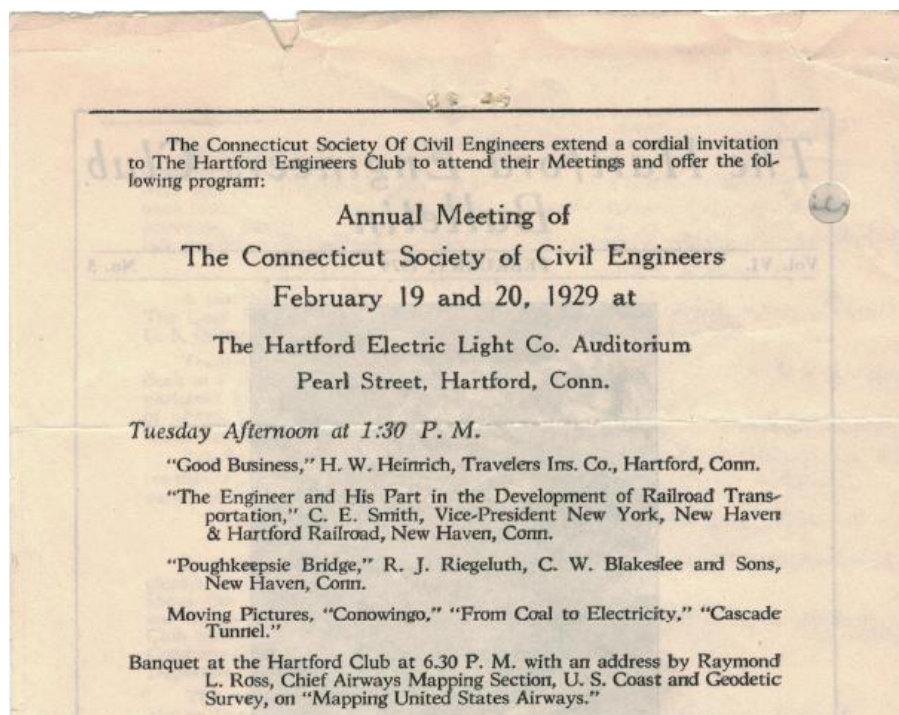 The Connecticut Society Of Civil Engineers extend a cordial invitation
to The Hartford Engineers Club to attend their Meetings and offer the fol-
lowing program:
Annual Meeting of
The Connecticut Society of Civil Engineers
February 19 and 20, 1929 at
The Hartford Electric Light Co. Auditorium
Pearl Street, Hartford, Conn.
Tuesday Afternoon at 1:30 P. M.
"Good Business," H. W. Heinrich, Travelers Ins. Co., Hartford, Conn.
"The Engineer and His Part in the Development of Railroad Trans-
portation," C. E. Smith, Vice-President New York, New Haven
& Hartford Railroad, New Haven, Conn.
"Poughkeepsie Bridge," R. J. Riegeluth, C. W. Blakeslee and Sons,
New Haven, Conn.
Moving Pictures, "Conowingo," "From Coal to Electricity," "Cascade
Tunnel."
Banquet at the Hartford Club at 6.30 P. M. with an address by Raymond
L. Ross, Chief Airways Mapping Section, U. S. Coast and Geodetic
Survey, on "Mapping United States Airways."